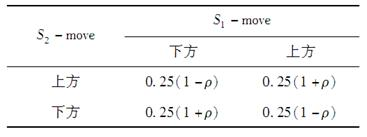 S₁-move
S₂-move
下方 上方
上方 0.25(1-ρ) 0.25(1+ρ)
下方 0.25(1+ρ) 0.25(1-ρ)